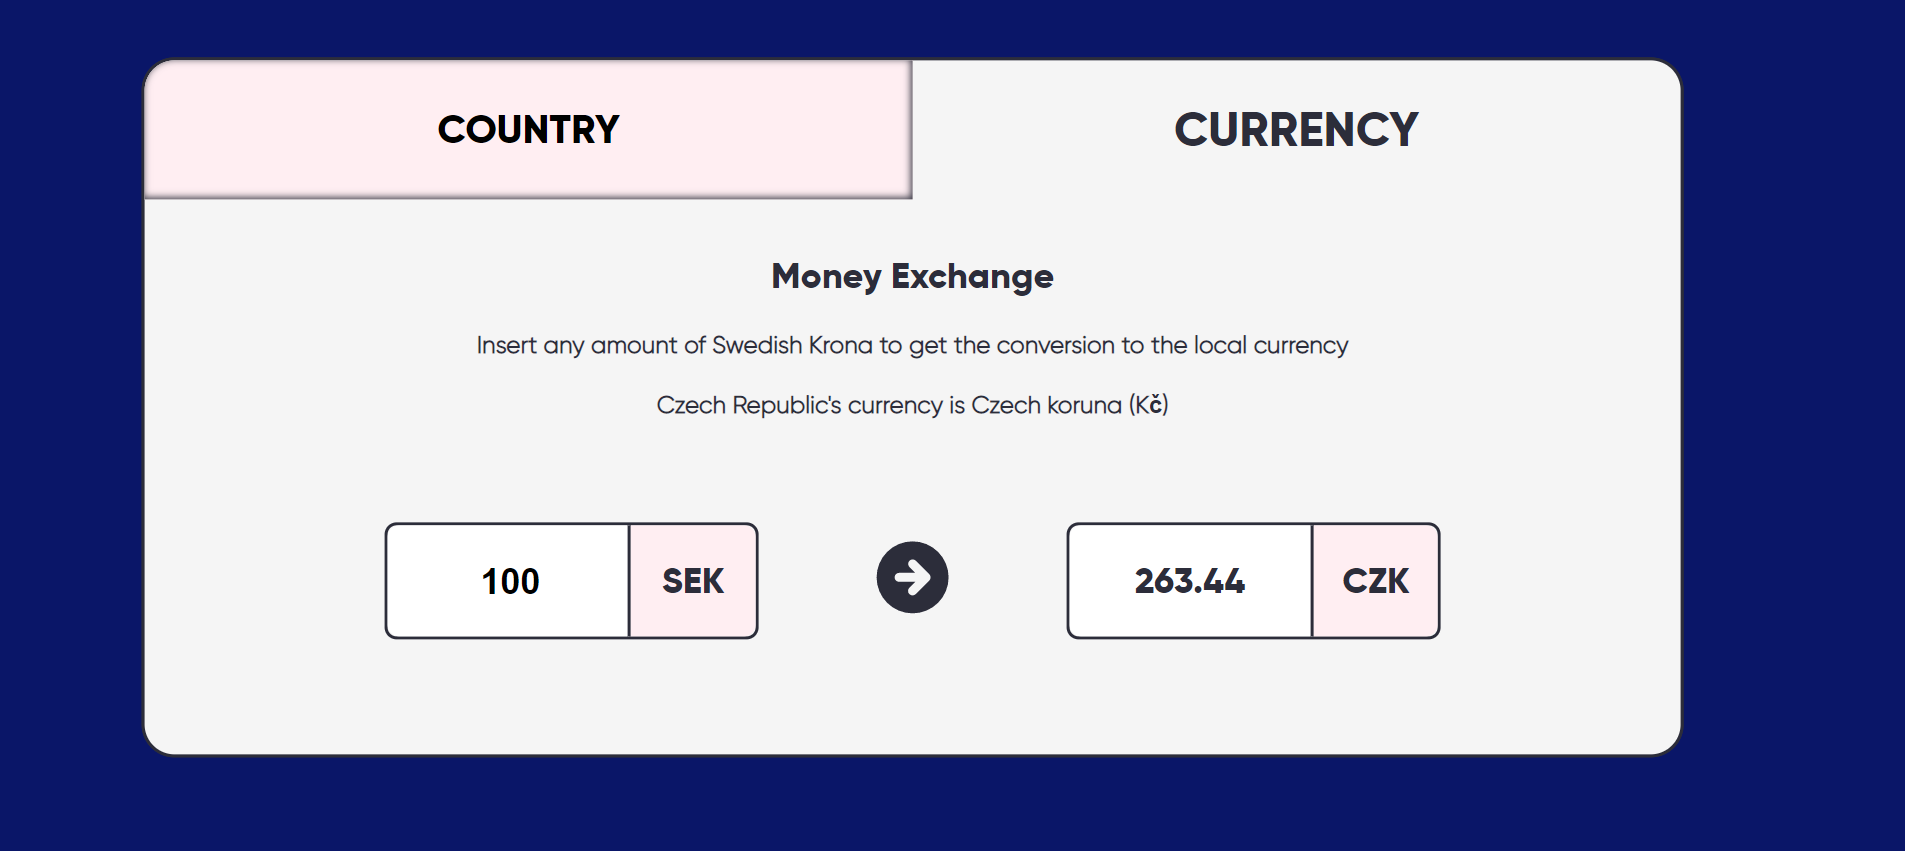 COUNTRY
CURRENCY
Money Exchange
Insert any amount of Swedish Krona to get the conversion to the local currency
Czech Republic's currency is Czech koruna (Kč)
100 SEK
263.44 CZK